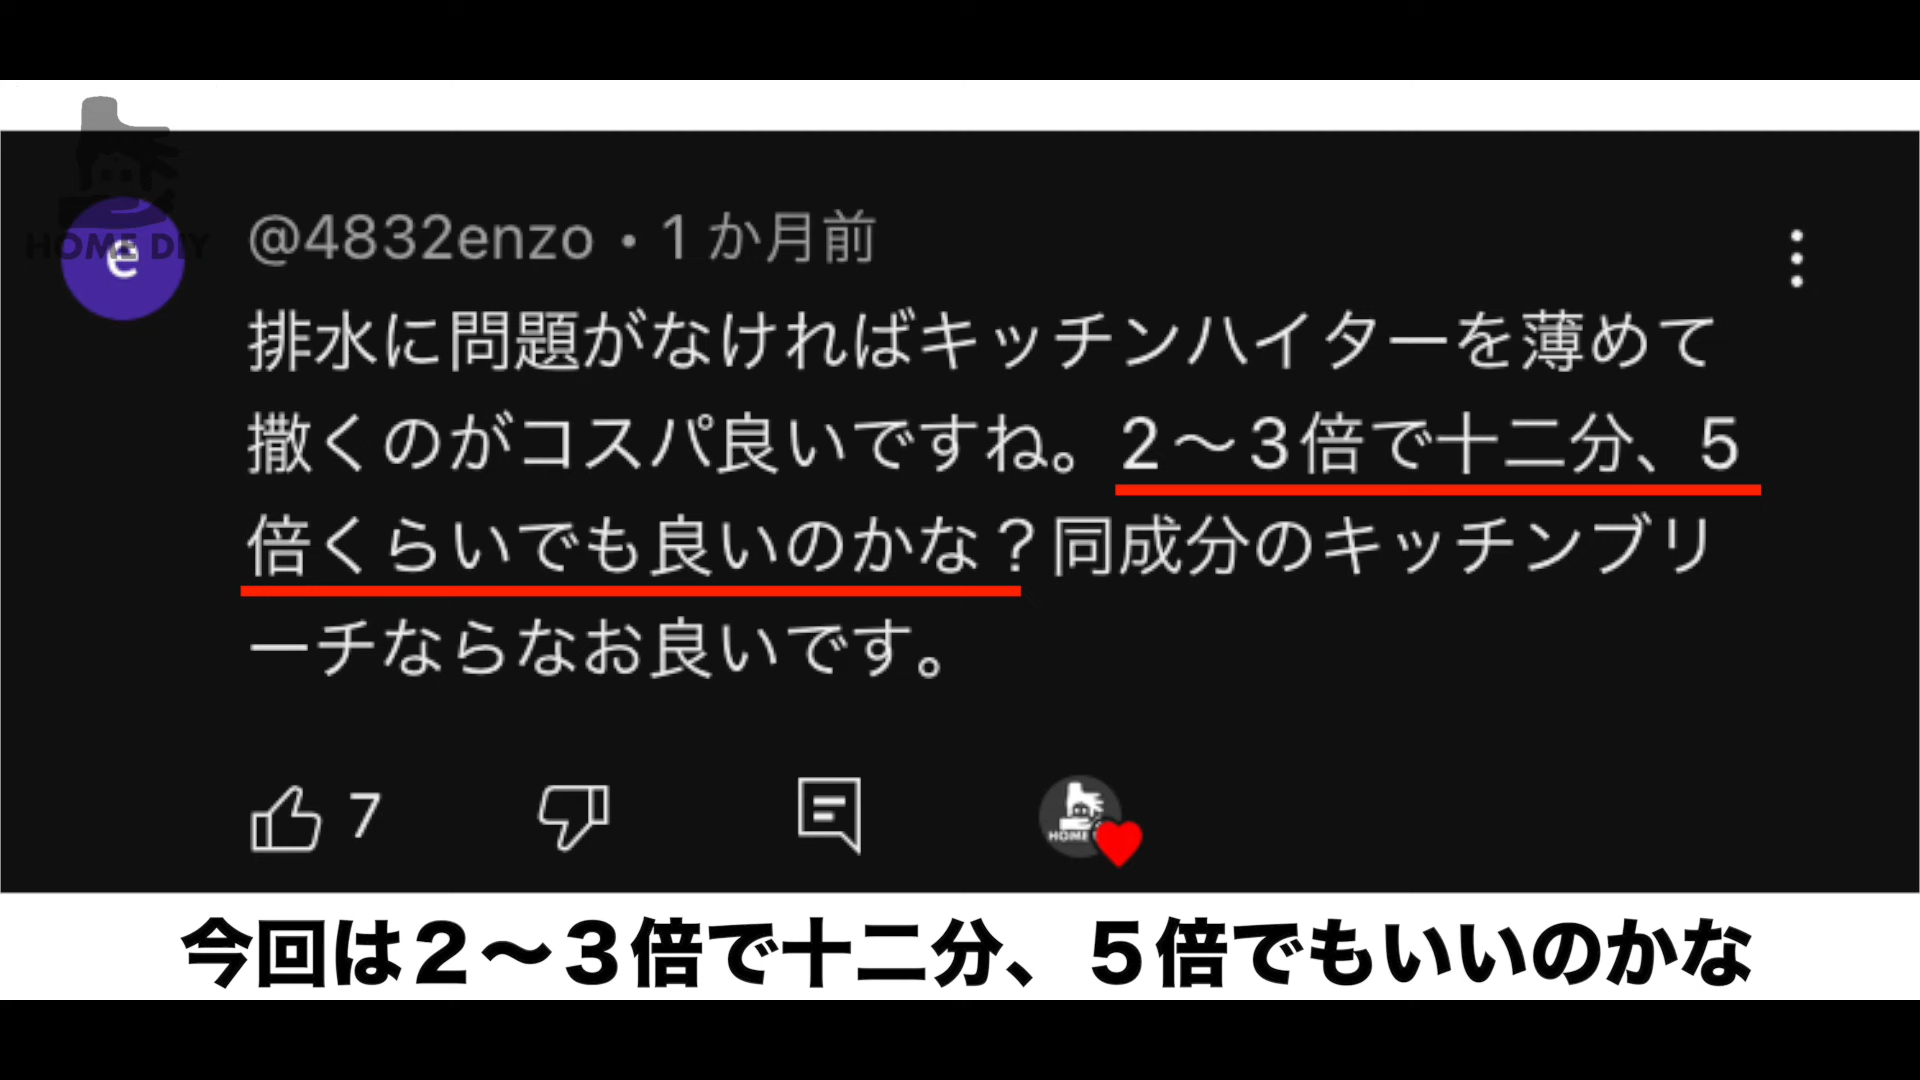 HOME DIY
e
@4832enzo・1 か月前
排水に問題がなければキッチンハイターを薄めて
撒くのがコスパ良いですね。2〜3倍で十二分、5
倍くらいでも良いのかな？同成分のキッチンブリ
ーチならなお良いです。
7
HOME
今回は２〜３倍で十二分、５倍でもいいのかな